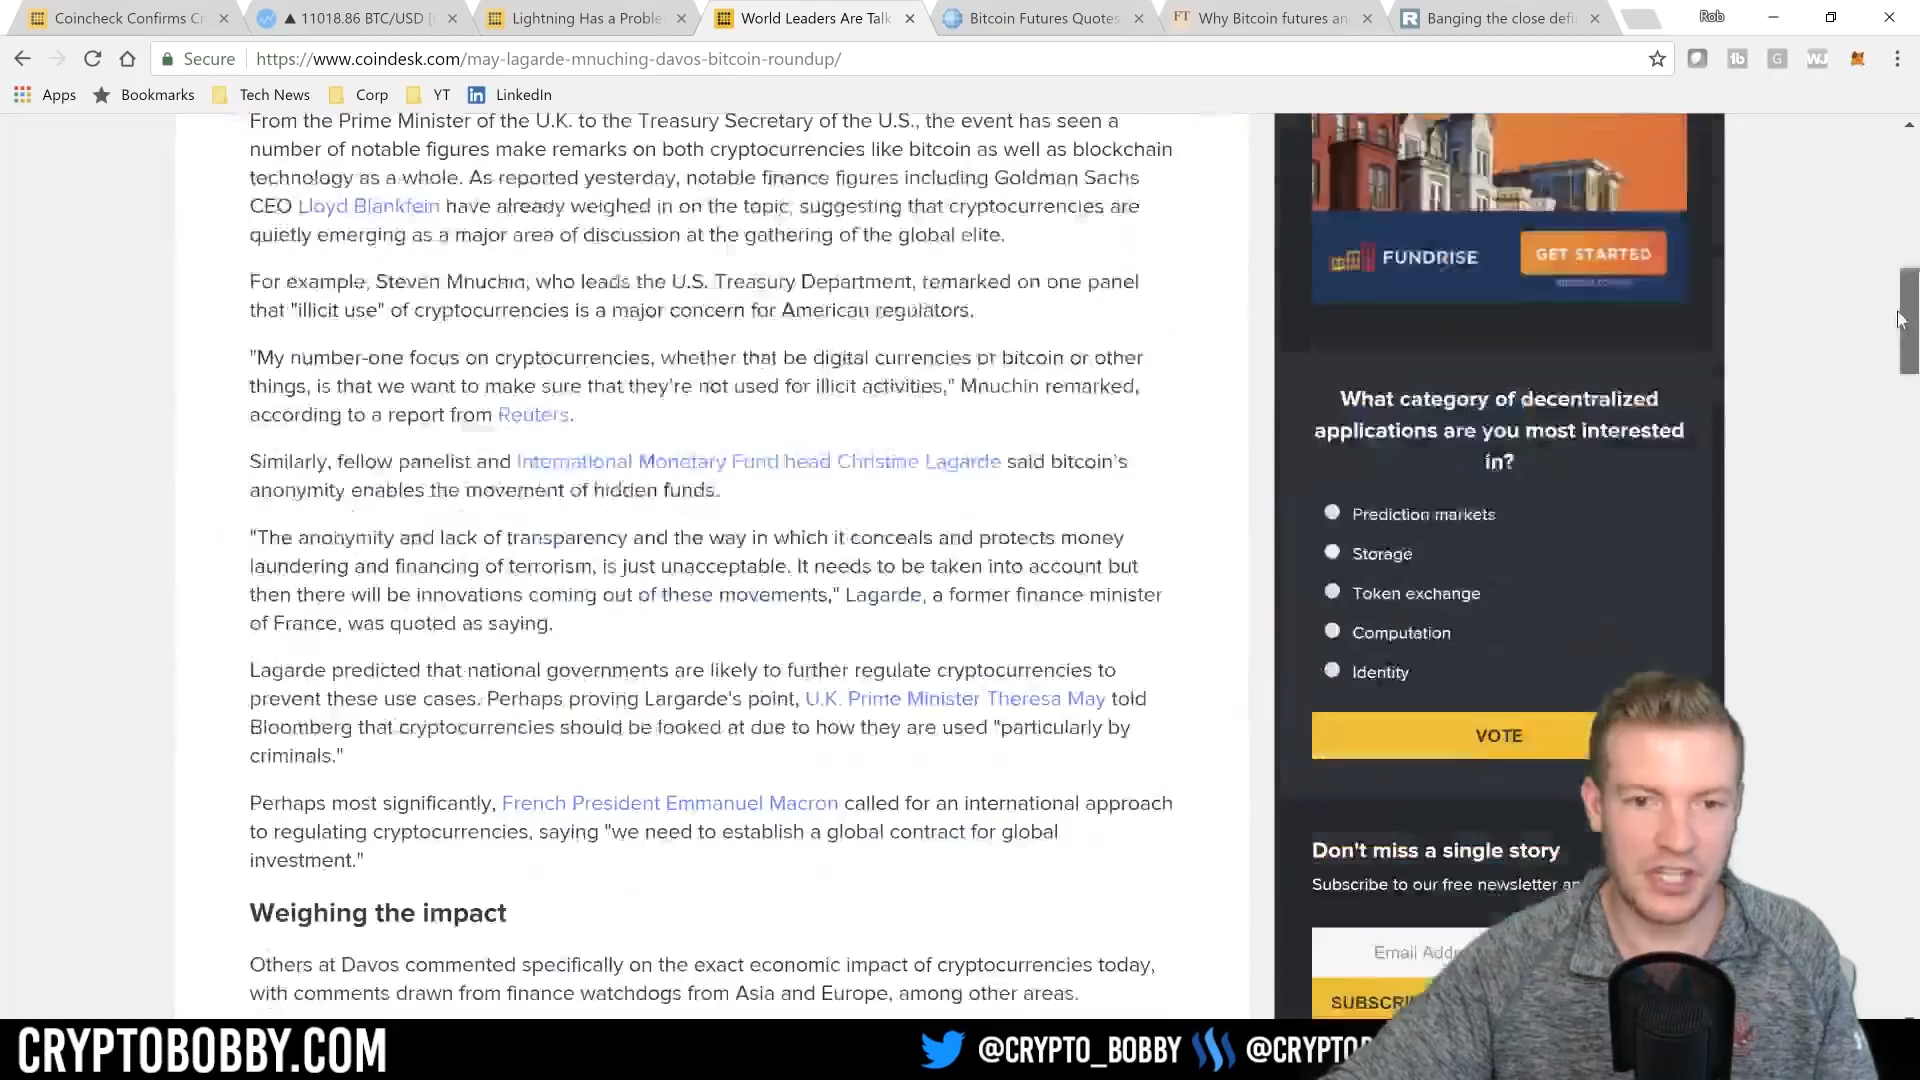 Coincheck Confirms Cr
▲ 11018.86 BTC/USD
Lightning Has a Proble
World Leaders Are Talk
Bitcoin Futures Quotes
FT Why Bitcoin futures an
R Banging the close defi
Rob
Secure https://www.coindesk.com/may-lagarde-mnuching-davos-bitcoin-roundup/
Apps Bookmarks Tech News Corp YT in LinkedIn
From the Prime Minister of the U.K. to the Treasury Secretary of the U.S., the event has seen a
number of notable figures make remarks on both cryptocurrencies like bitcoin as well as blockchain
technology as a whole. As reported yesterday, notable finance figures including Goldman Sachs
CEO Lloyd Blankfein have already weighed in on the topic, suggesting that cryptocurrencies are
quietly emerging as a major area of discussion at the gathering of the global elite.
For example, Steven Mnuchin, who leads the U.S. Treasury Department, remarked on one panel
that "illicit use" of cryptocurrencies is a major concern for American regulators.
"My number-one focus on cryptocurrencies, whether that be digital currencies or bitcoin or other
things, is that we want to make sure that they're not used for illicit activities," Mnuchin remarked,
according to a report from Reuters.
Similarly, fellow panelist and International Monetary Fund head Christine Lagarde said bitcoin's
anonymity enables the movement of hidden funds.
"The anonymity and lack of transparency and the way in which it conceals and protects money
laundering and financing of terrorism, is just unacceptable. It needs to be taken into account but
then there will be innovations coming out of these movements," Lagarde, a former finance minister
of France, was quoted as saying.
Lagarde predicted that national governments are likely to further regulate cryptocurrencies to
prevent these use cases. Perhaps proving Largarde's point, U.K. Prime Minister Theresa May told
Bloomberg that cryptocurrencies should be looked at due to how they are used "particularly by
criminals."
Perhaps most significantly, French President Emmanuel Macron called for an international approach
to regulating cryptocurrencies, saying "we need to establish a global contract for global
investment."
Weighing the impact
Others at Davos commented specifically on the exact economic impact of cryptocurrencies today,
with comments drawn from finance watchdogs from Asia and Europe, among other areas.
FUNDRISE
GET STARTED
What category of decentralized
applications are you most interested
in?
Prediction markets
Storage
Token exchange
Computation
Identity
VOTE
Don't miss a single story
Subscribe to our free newsletter an
Email Addr
SUBSCRI
CRYPTOBOBBY.COM
@CRYPTO_BOBBY
@CRYPTOB